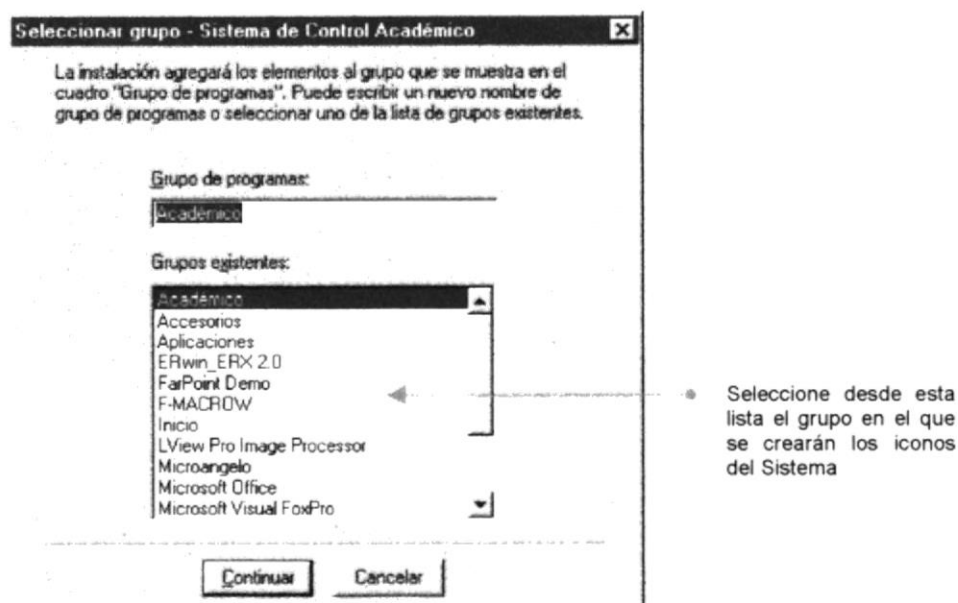 Seleccionar grupo - Sistema de Control Académico
La instalación agregará los elementos al grupo que se muestra en el
cuadro "Grupo de programas". Puede escribir un nuevo nombre de
grupo de programas o seleccionar uno de la lista de grupos existentes.
Grupo de programas:
Académico
Grupos existentes:
Académico
Accesorios
Aplicaciones
ERwin_ERX 2.0
FarPoint Demo
F-MACROW
Inicio
LView Pro Image Processor
Microangelo
Microsoft Office
Microsoft Visual FoxPro
Seleccione desde esta
lista el grupo en el que
se crearán los iconos
del Sistema
Continuar
Cancelar